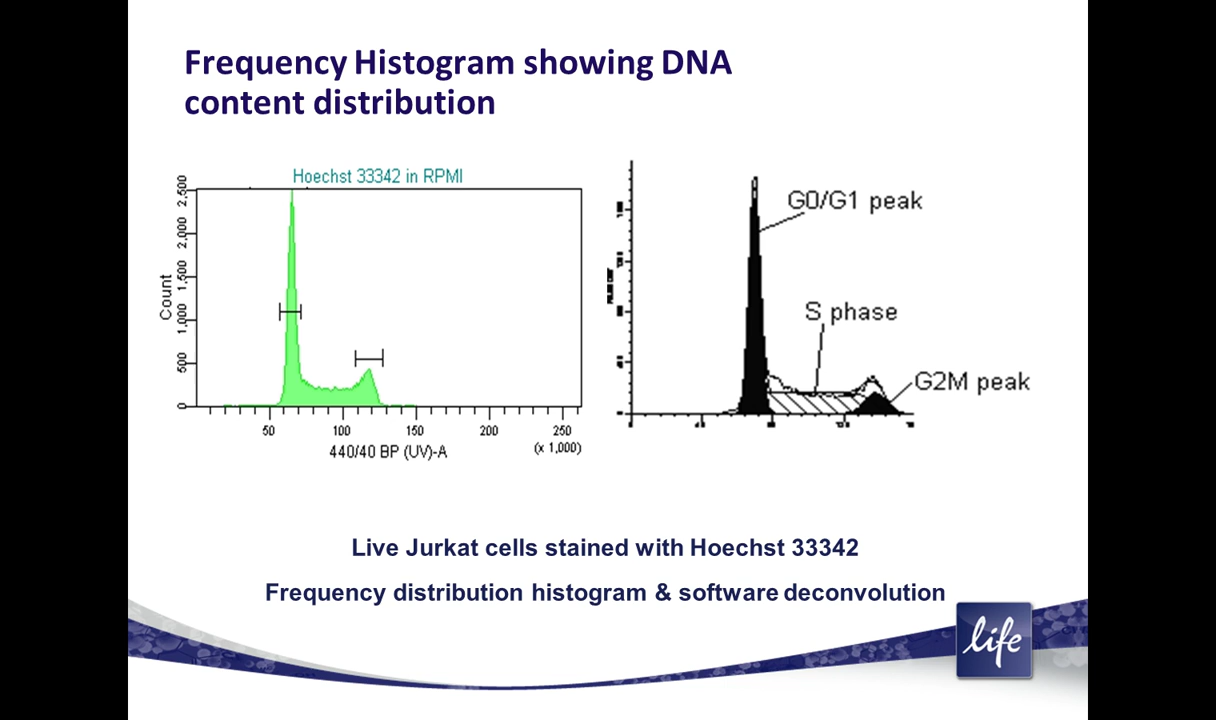 Frequency Histogram showing DNA
content distribution
Hoechst 33342 in RPMI
2,500
2,000
1,500
1,000
500
0
Count
50
100
150
200
250
440/40 BP (UV)-A
(x 1,000)
G0/G1 peak
S phase
G2M peak
Live Jurkat cells stained with Hoechst 33342
Frequency distribution histogram & software deconvolution
life